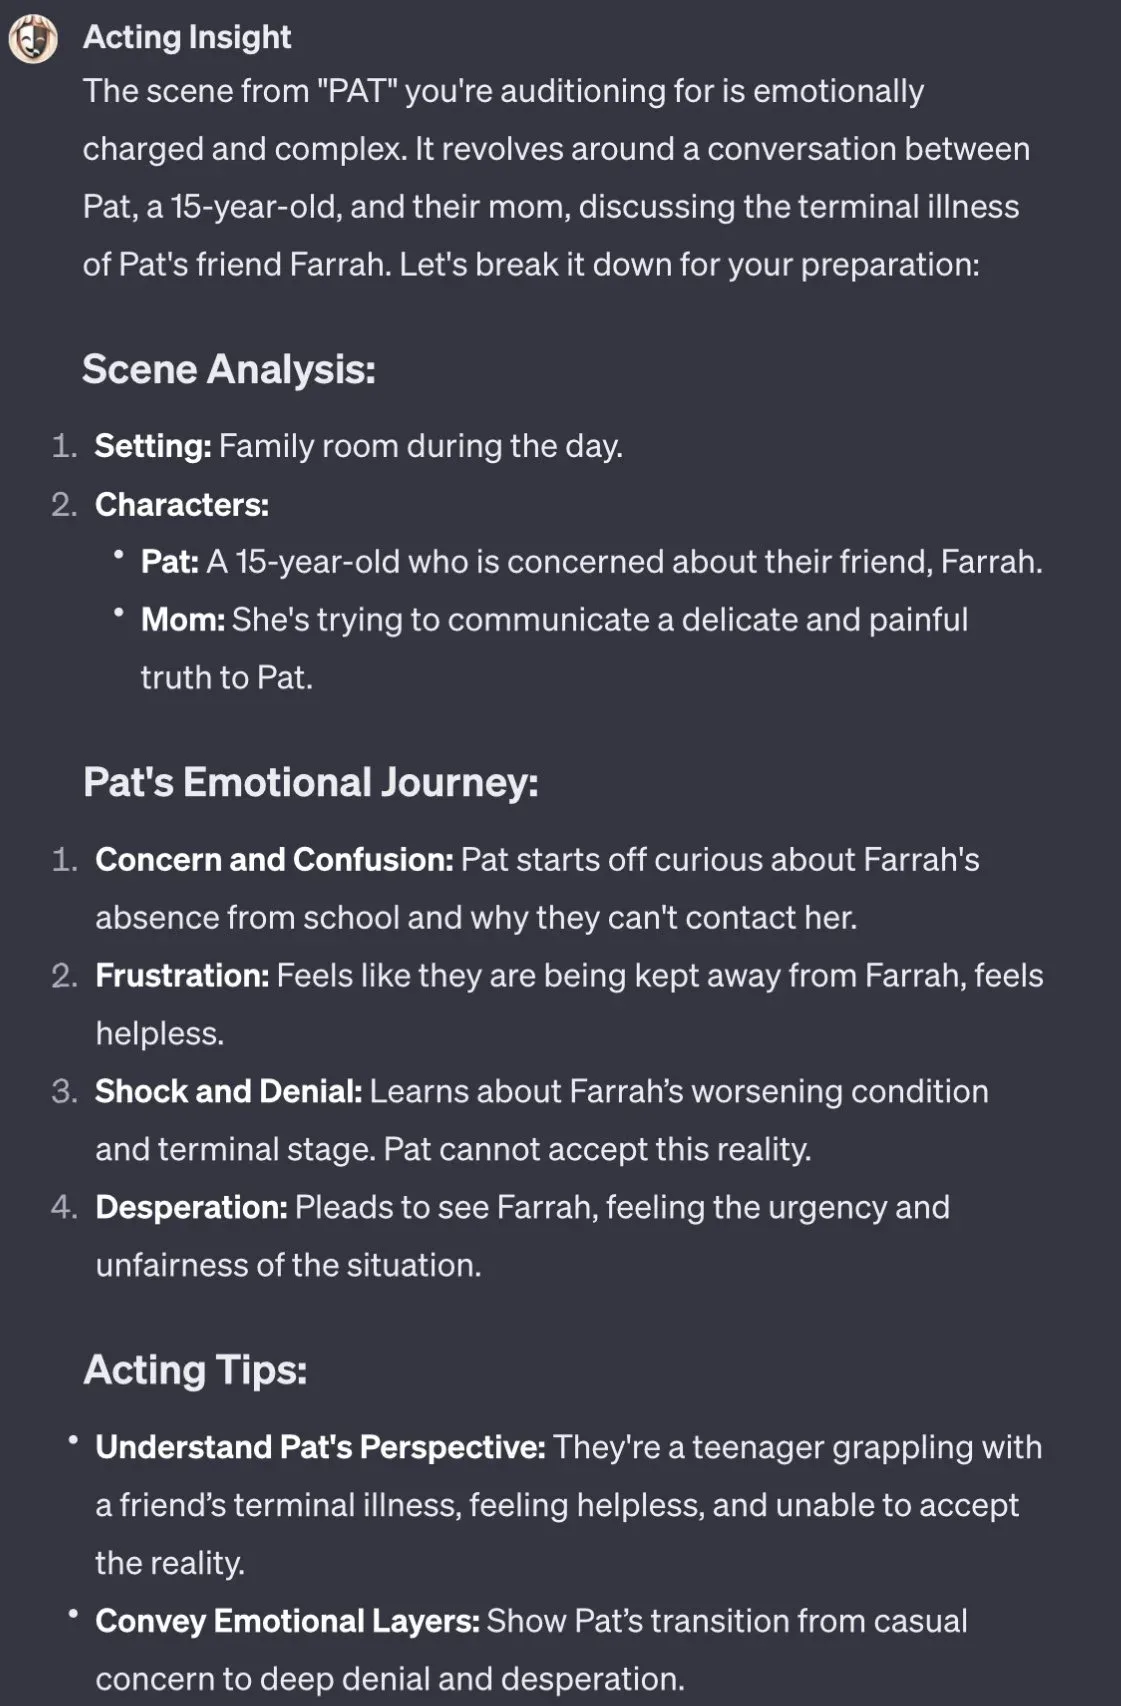 Acting Insight
The scene from "PAT" you're auditioning for is emotionally
charged and complex. It revolves around a conversation between
Pat, a 15-year-old, and their mom, discussing the terminal illness
of Pat's friend Farrah. Let's break it down for your preparation:
Scene Analysis:
1. Setting: Family room during the day.
2. Characters:
• Pat: A 15-year-old who is concerned about their friend, Farrah.
• Mom: She's trying to communicate a delicate and painful
truth to Pat.
Pat's Emotional Journey:
1. Concern and Confusion: Pat starts off curious about Farrah's
absence from school and why they can't contact her.
2. Frustration: Feels like they are being kept away from Farrah, feels
helpless.
3. Shock and Denial: Learns about Farrah’s worsening condition
and terminal stage. Pat cannot accept this reality.
4. Desperation: Pleads to see Farrah, feeling the urgency and
unfairness of the situation.
Acting Tips:
• Understand Pat's Perspective: They're a teenager grappling with
a friend’s terminal illness, feeling helpless, and unable to accept
the reality.
• Convey Emotional Layers: Show Pat’s transition from casual
concern to deep denial and desperation.